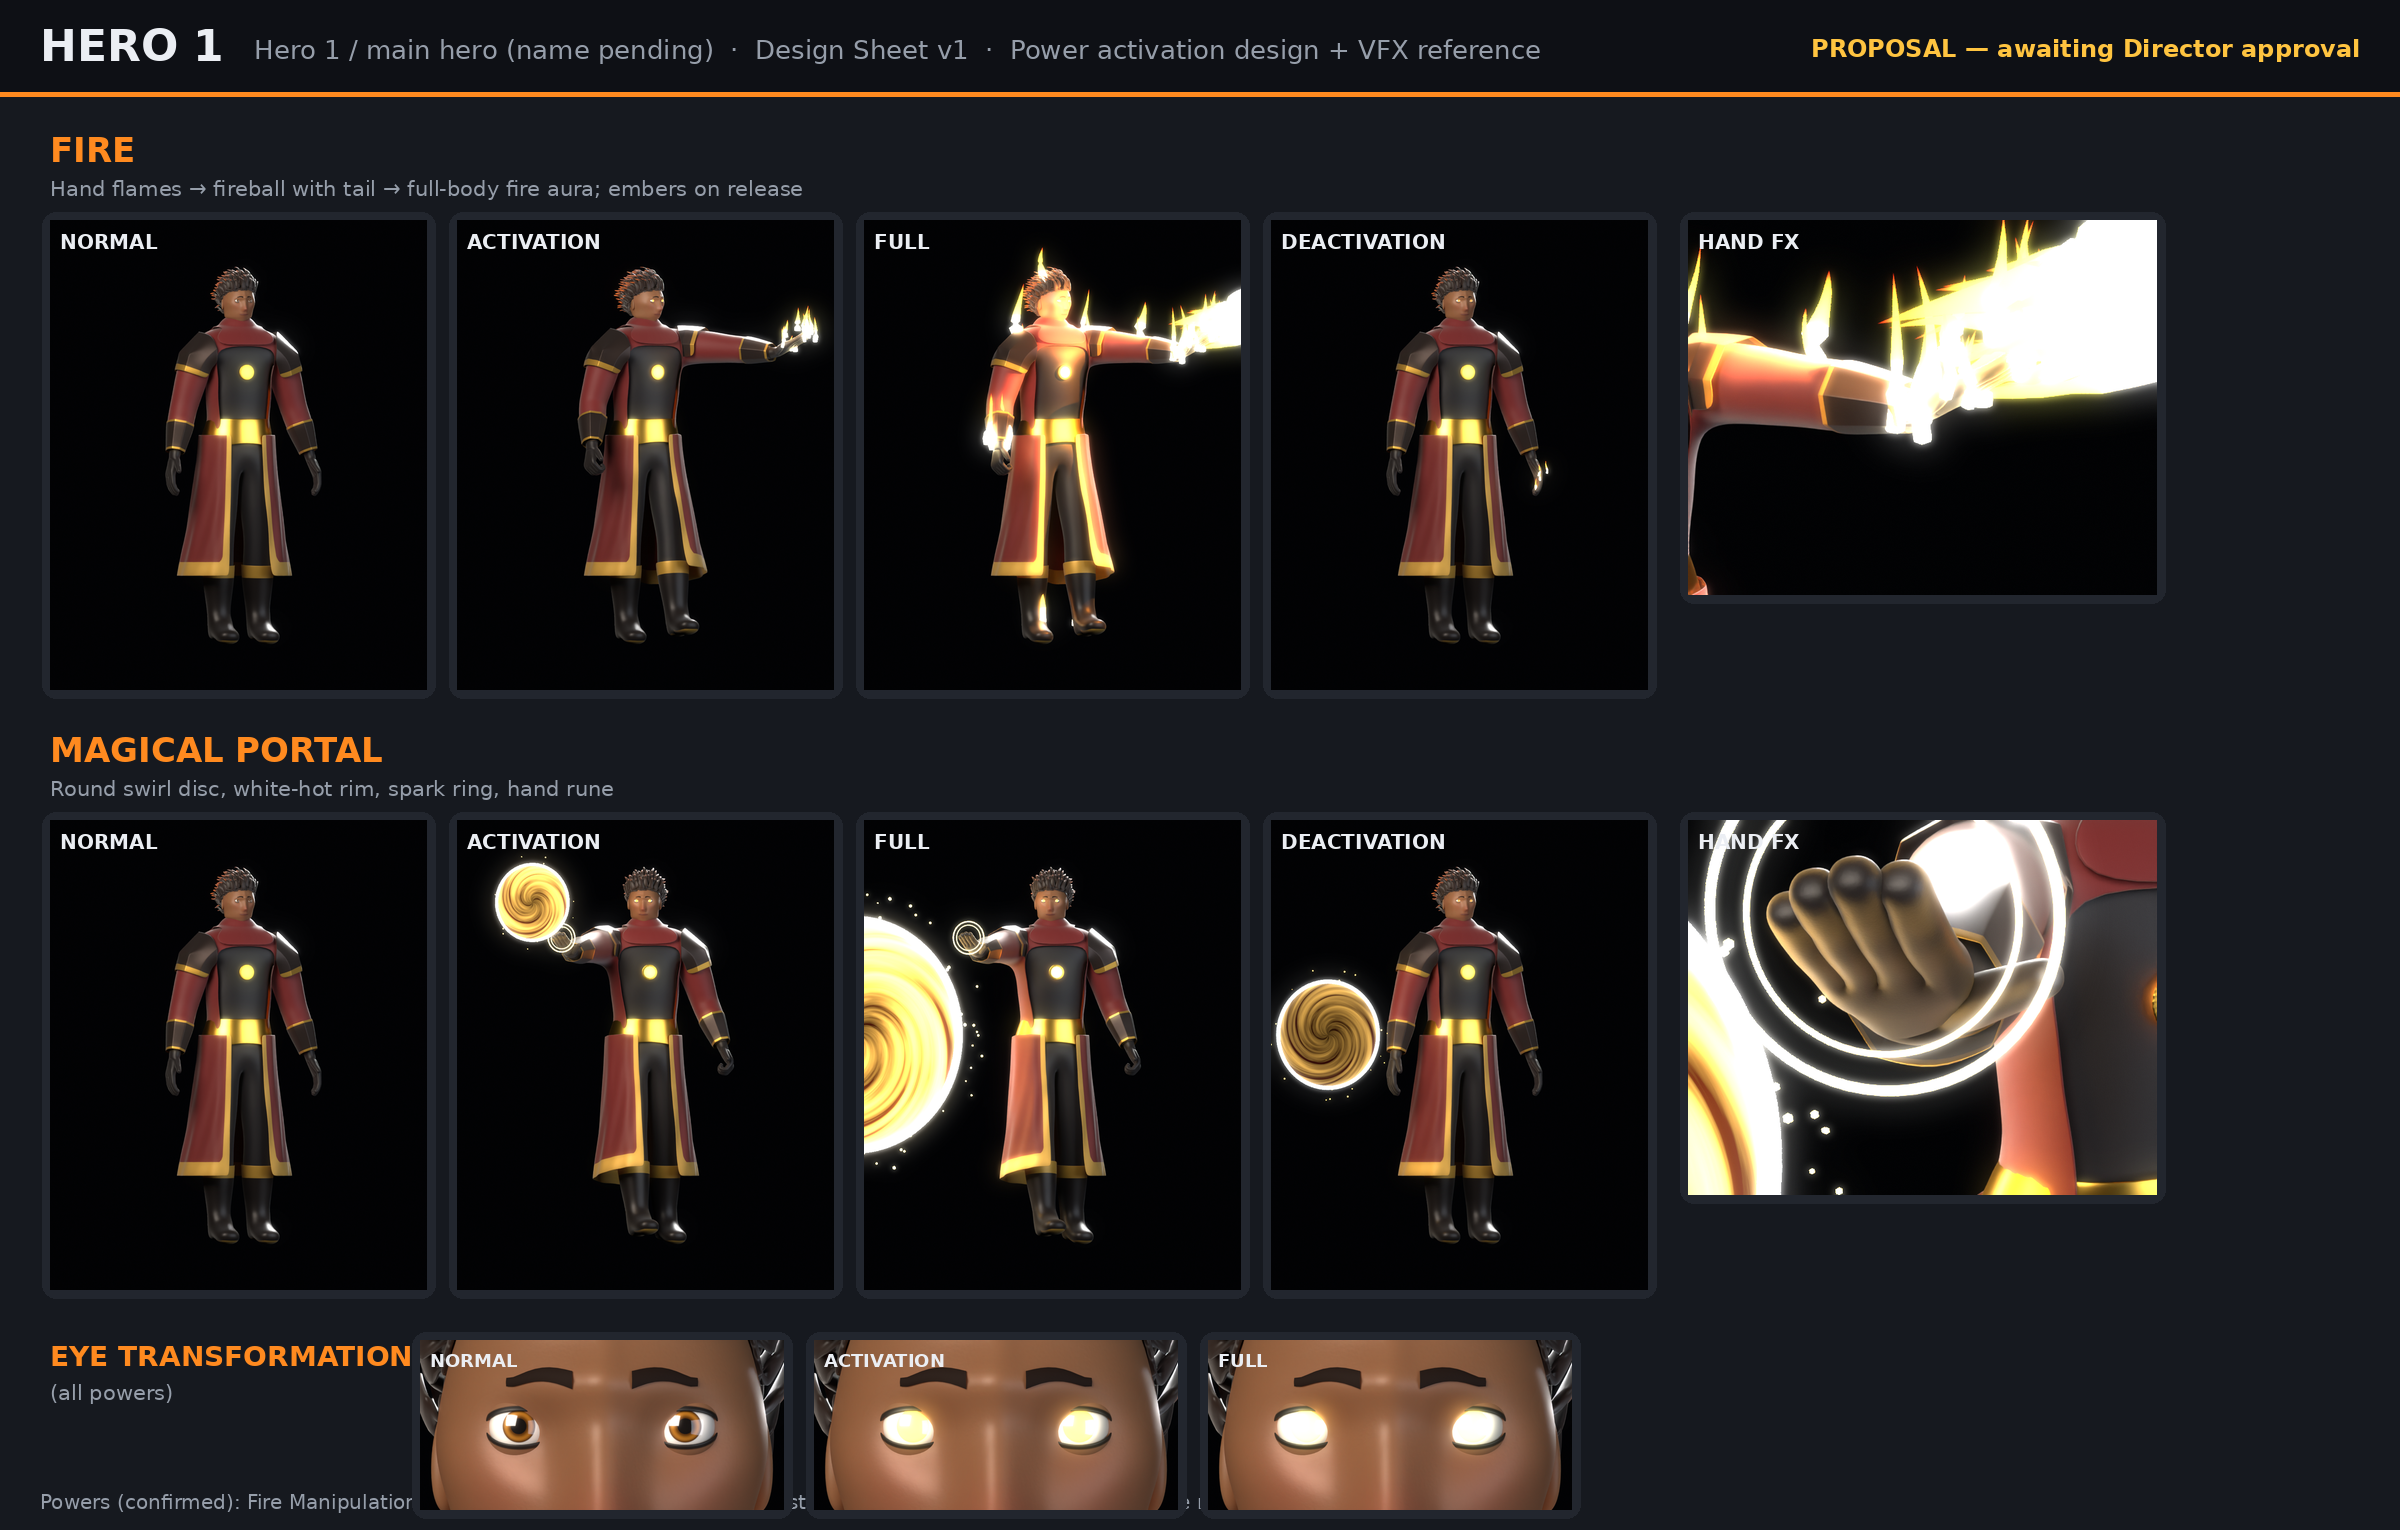 HERO 1 Hero 1 / main hero (name pending) · Design Sheet v1 · Power activation design + VFX reference PROPOSAL — awaiting Director approval
FIRE
Hand flames → fireball with tail → full-body fire aura; embers on release
NORMAL ACTIVATION FULL DEACTIVATION HAND FX
MAGICAL PORTAL
Round swirl disc, white-hot rim, spark ring, hand rune
NORMAL ACTIVATION FULL DEACTIVATION HAND FX
EYE TRANSFORMATION NORMAL ACTIVATION FULL
(all powers)
Powers (confirmed): Fire Manipulation